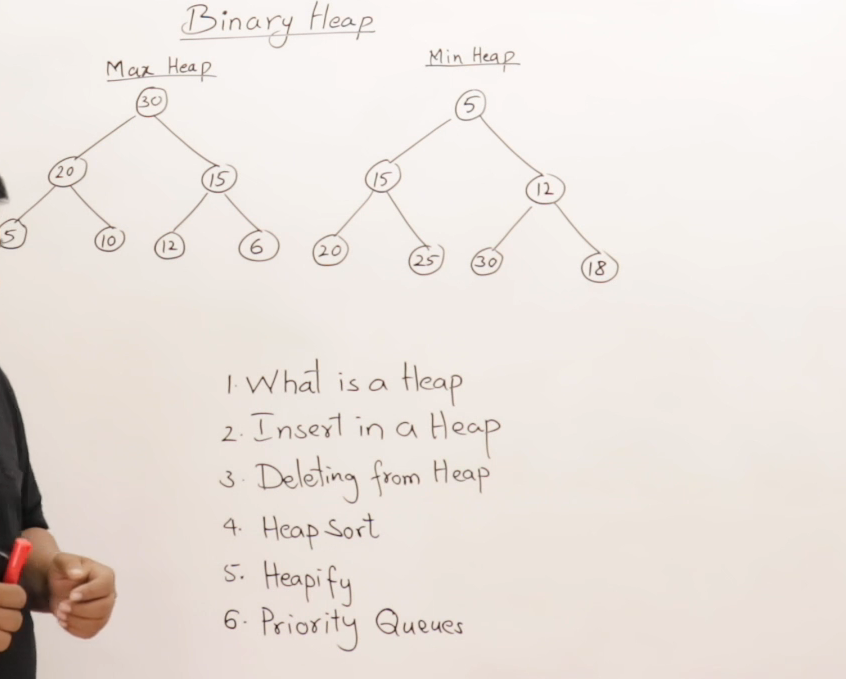 Binary Heap
Max Heap
Min Heap
30
5
20
15
15
12
5
10
12
6
20
25
30
18
1. What is a Heap
2. Insert in a Heap
3. Deleting from Heap
4. Heap Sort
5. Heapify
6. Priority Queues